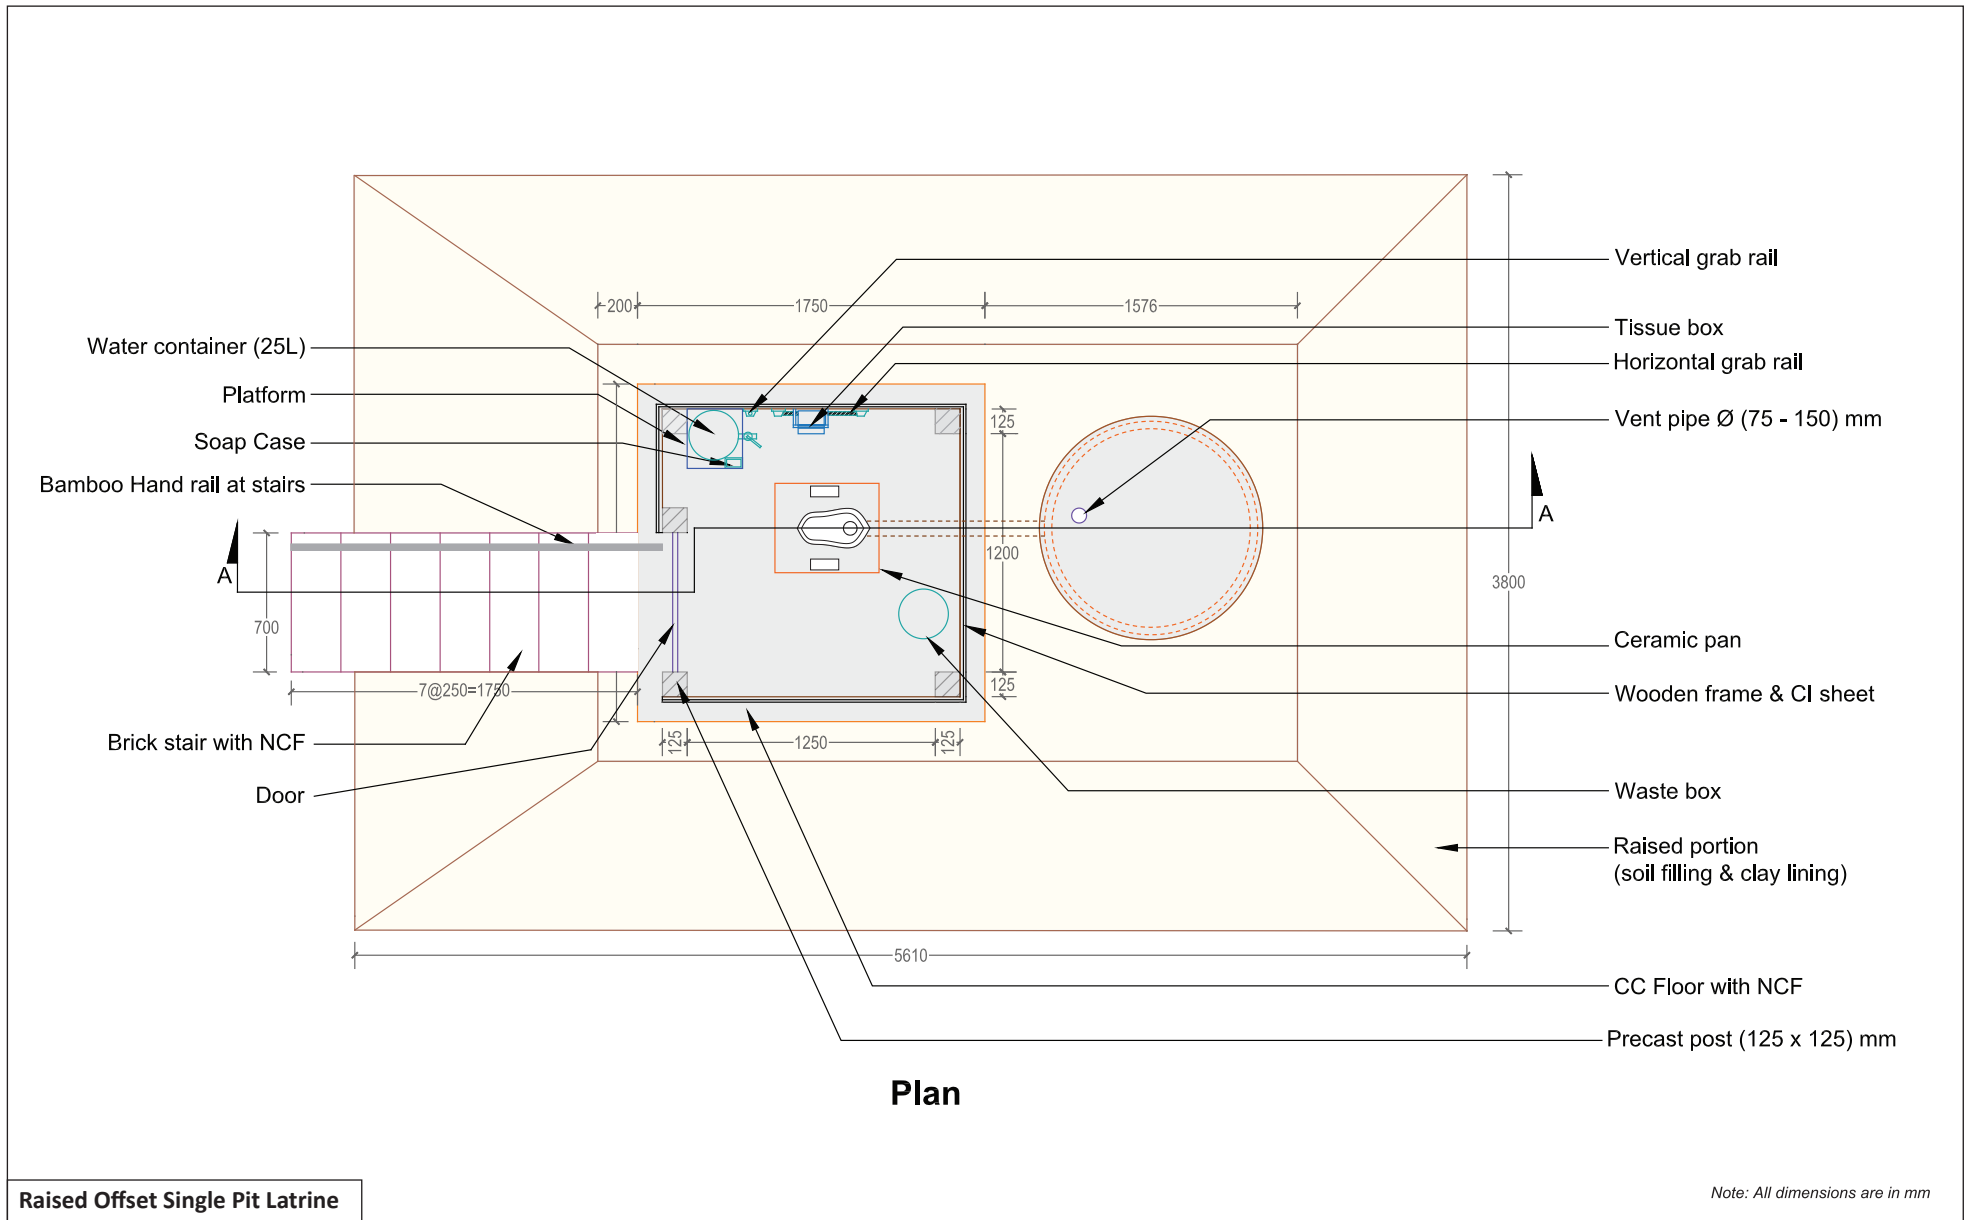 Vertical grab rail
200
1750
1576
Tissue box
Water container (25L)
Horizontal grab rail
Platform
125
Vent pipe Ø (75 - 150) mm
Soap Case
Bamboo Hand rail at stairs
A
A
1200
3800
700
Ceramic pan
7@250=1750
125
Wooden frame & CI sheet
Brick stair with NCF
125
1250
125
Door
Waste box
Raised portion
(soil filling & clay lining)
5610
CC Floor with NCF
Precast post (125 x 125) mm
Plan
Raised Offset Single Pit Latrine
Note: All dimensions are in mm